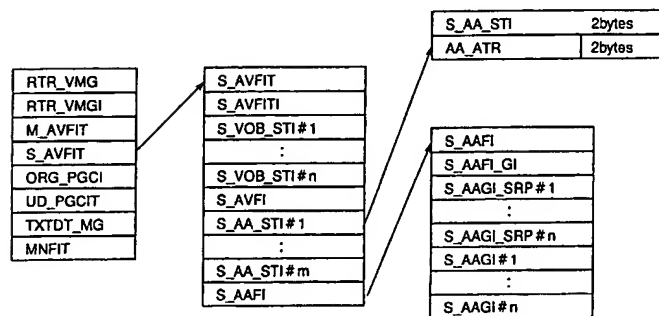 RTR_VMG
RTR_VMGI
M_AVFIT
S_AVFIT
ORG_PGCI
UD_PGCIT
TXTDT_MG
MNFIT
S_AVFIT
S_AVFITI
S_VOB_STI#1
:
S_VOB_STI#n
S_AVFI
S_AA_STI#1
:
S_AA_STI#m
S_AAFI
S_AA_STI 2bytes
AA_ATR 2bytes
S_AAFI
S_AAFI_GI
S_AAGI_SRP#1
:
S_AAGI_SRP#n
S_AAGI#1
:
S_AAGI#n